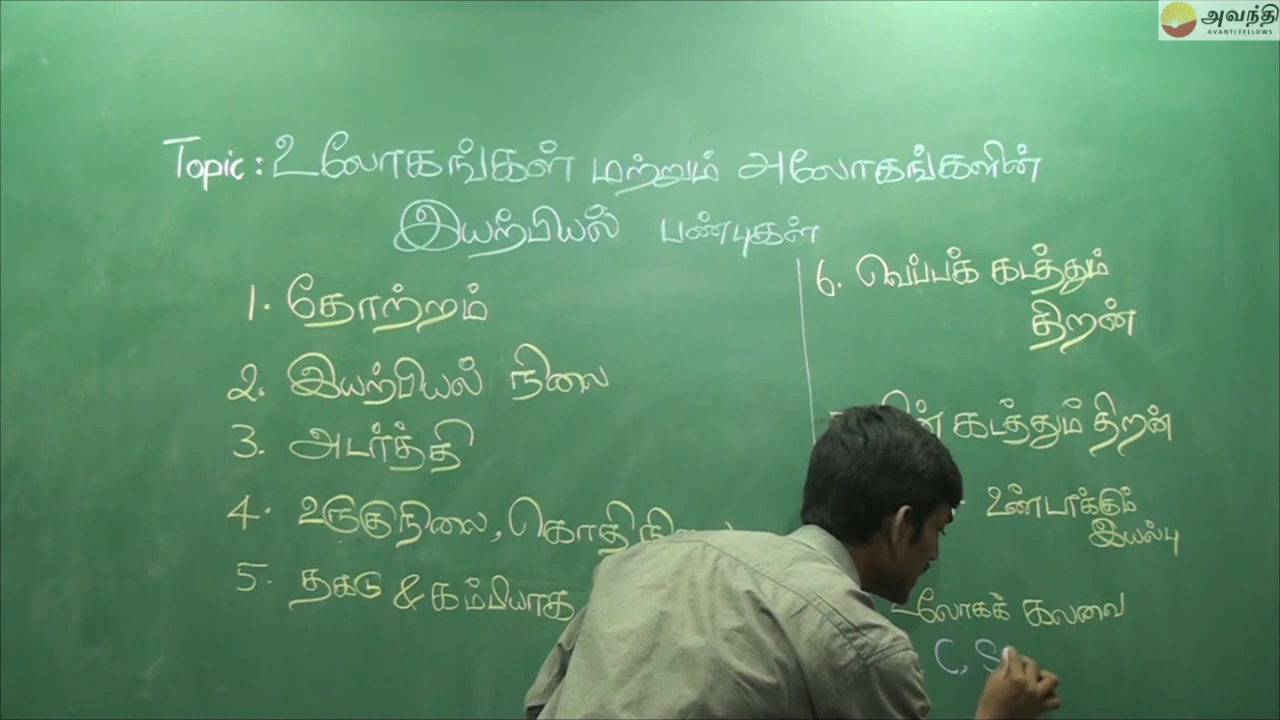 அவந்தி
AVANTI FELLOWS
Topic: உலோகங்கள் மற்றும் அலோகங்களின்
இயற்பியல் பண்புகள்
1. தோற்றம்
2. இயற்பியல் நிலை
3. அடர்த்தி
4. உருகுநிலை, கொதிநி
5. தகடு & கம்பியாக
6. வெப்பக் கடத்தும்
திறன்
கடத்தும் திறன்
உண்டாக்கும்
இயல்பு
உலோகக் கலவை
C, S